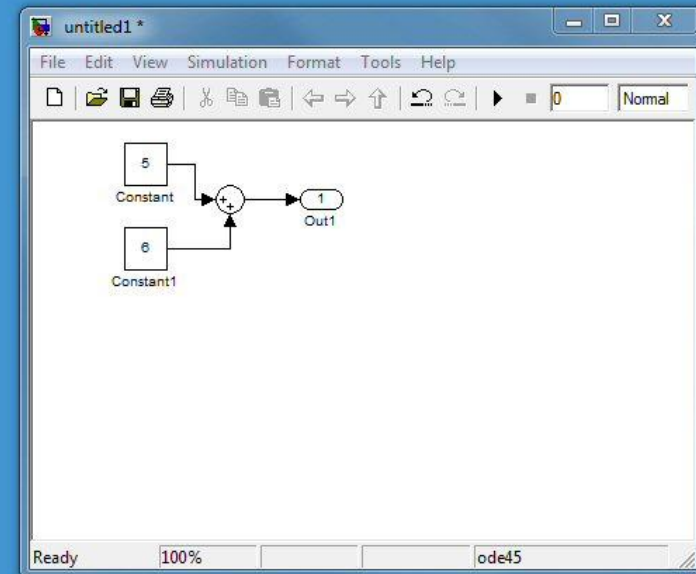 untitled1 *
File Edit View Simulation Format Tools Help
0 Normal
5
Constant
+
+
1
Out1
6
Constant1
Ready 100% ode45